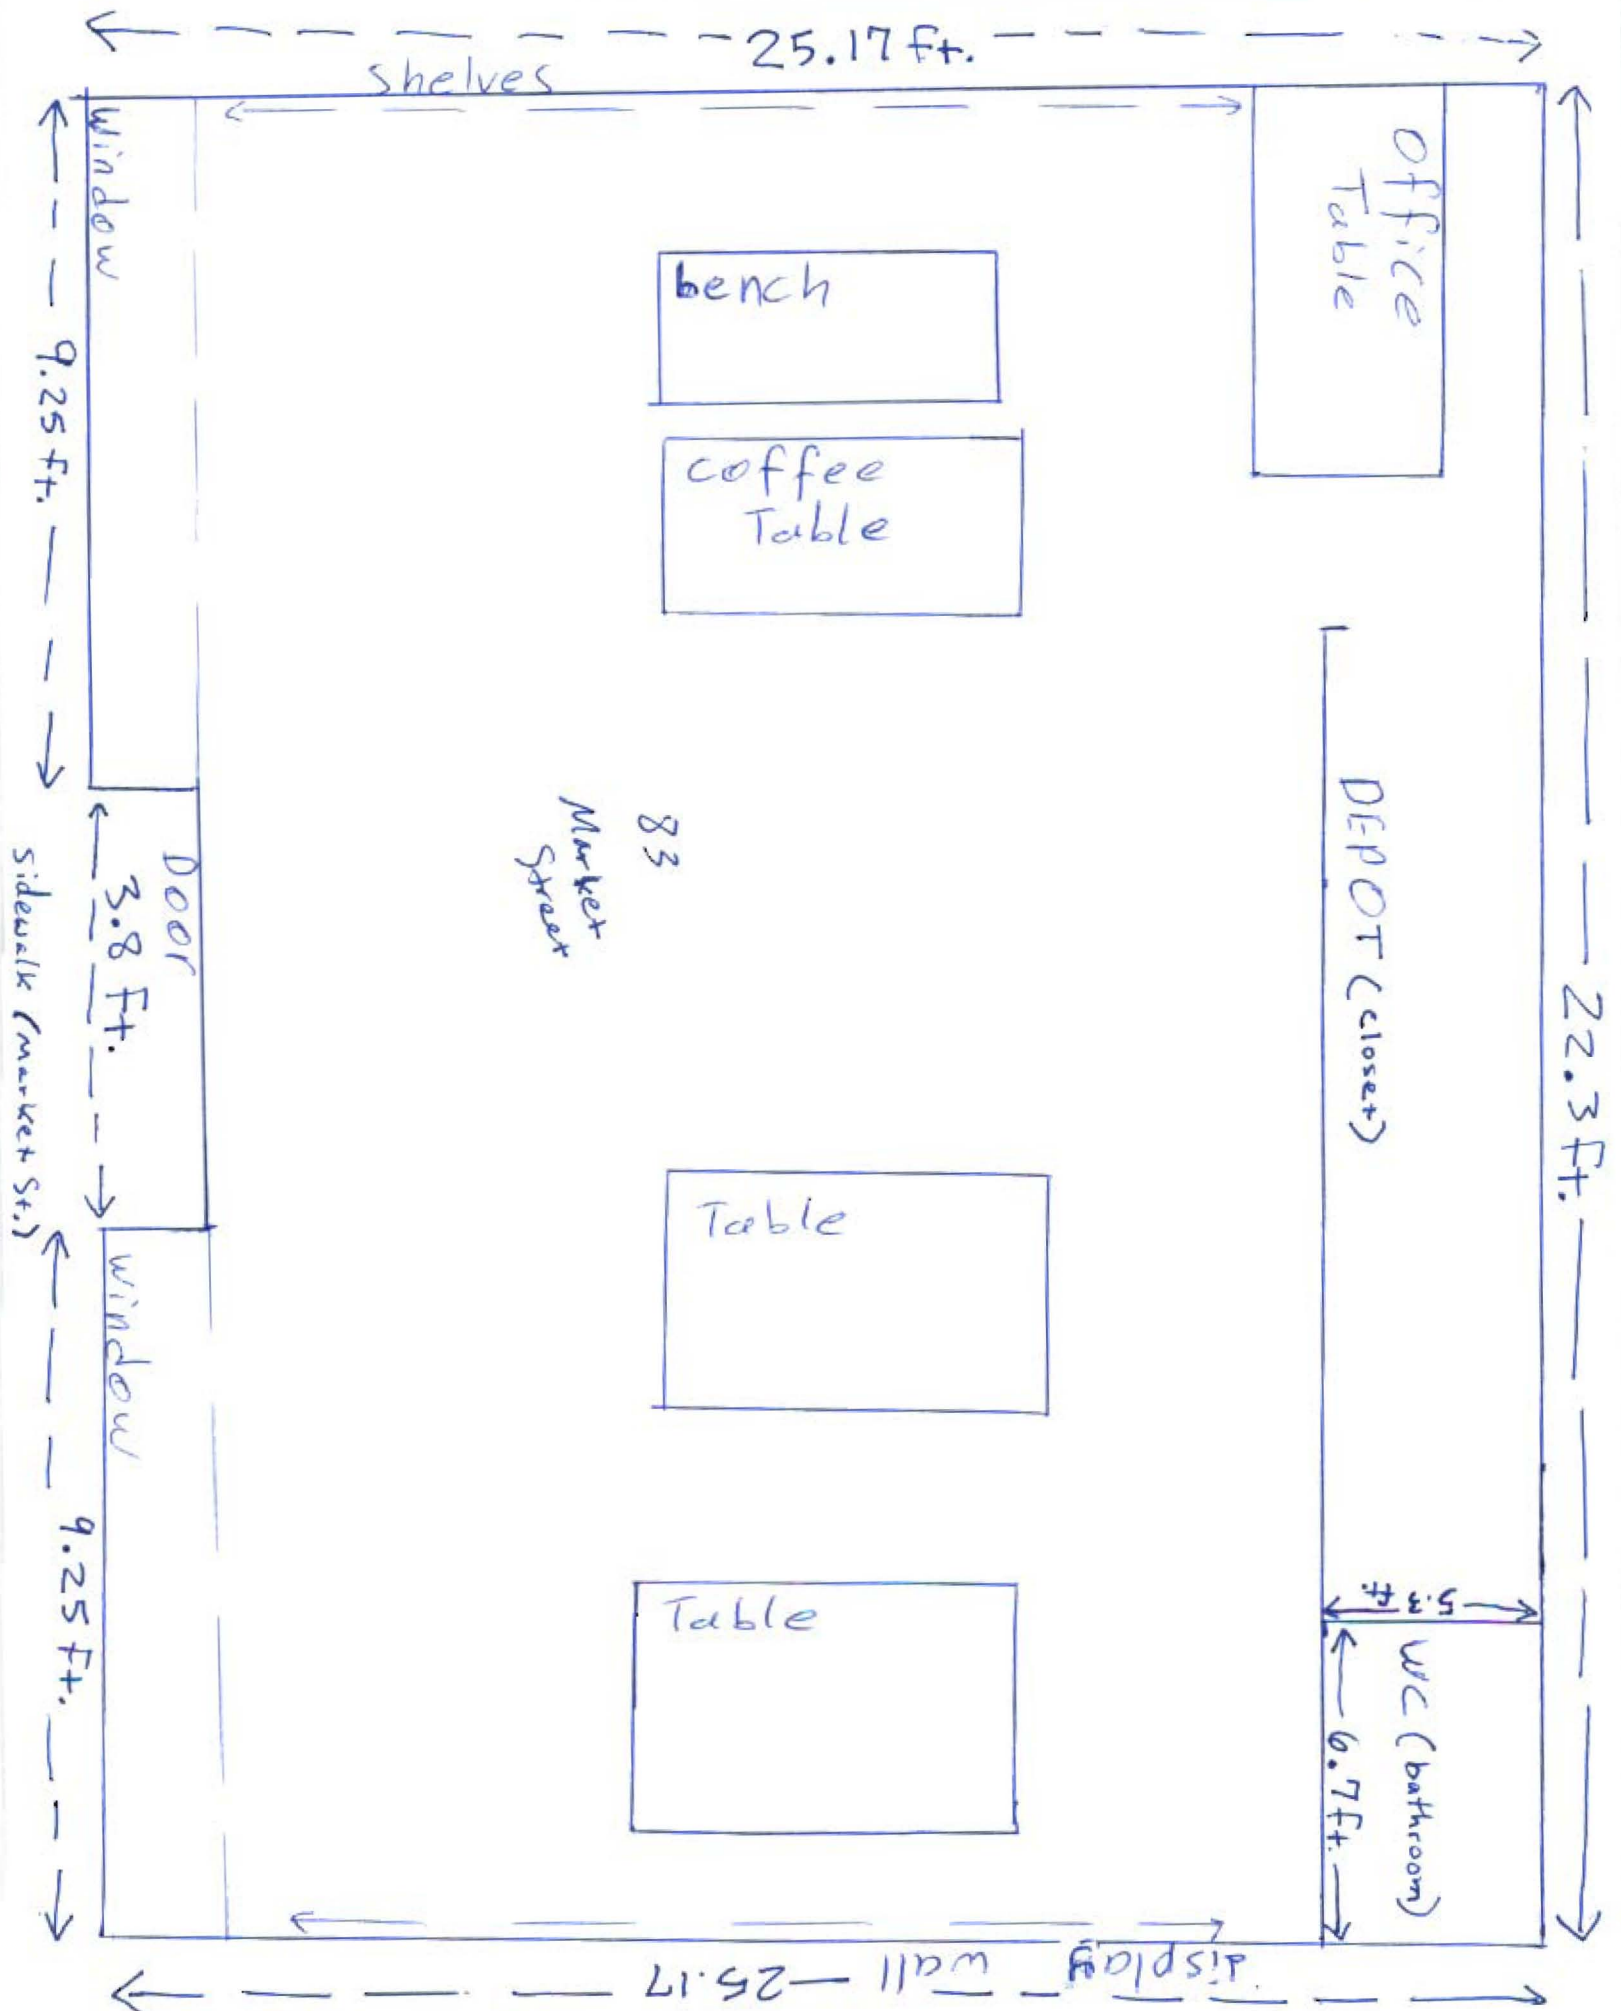 25.17 ft.
Shelves
window
9.25 ft.
Office
Table
bench
coffee
Table
Door
3.8 ft.
sidewalk (market St.)
83
Market
Street
DEPOT (closet)
22.3 ft.
Table
window
9.25 ft.
Table
5.3
ft.
WC (bathroom)
6.7 ft.
display wall
25.17